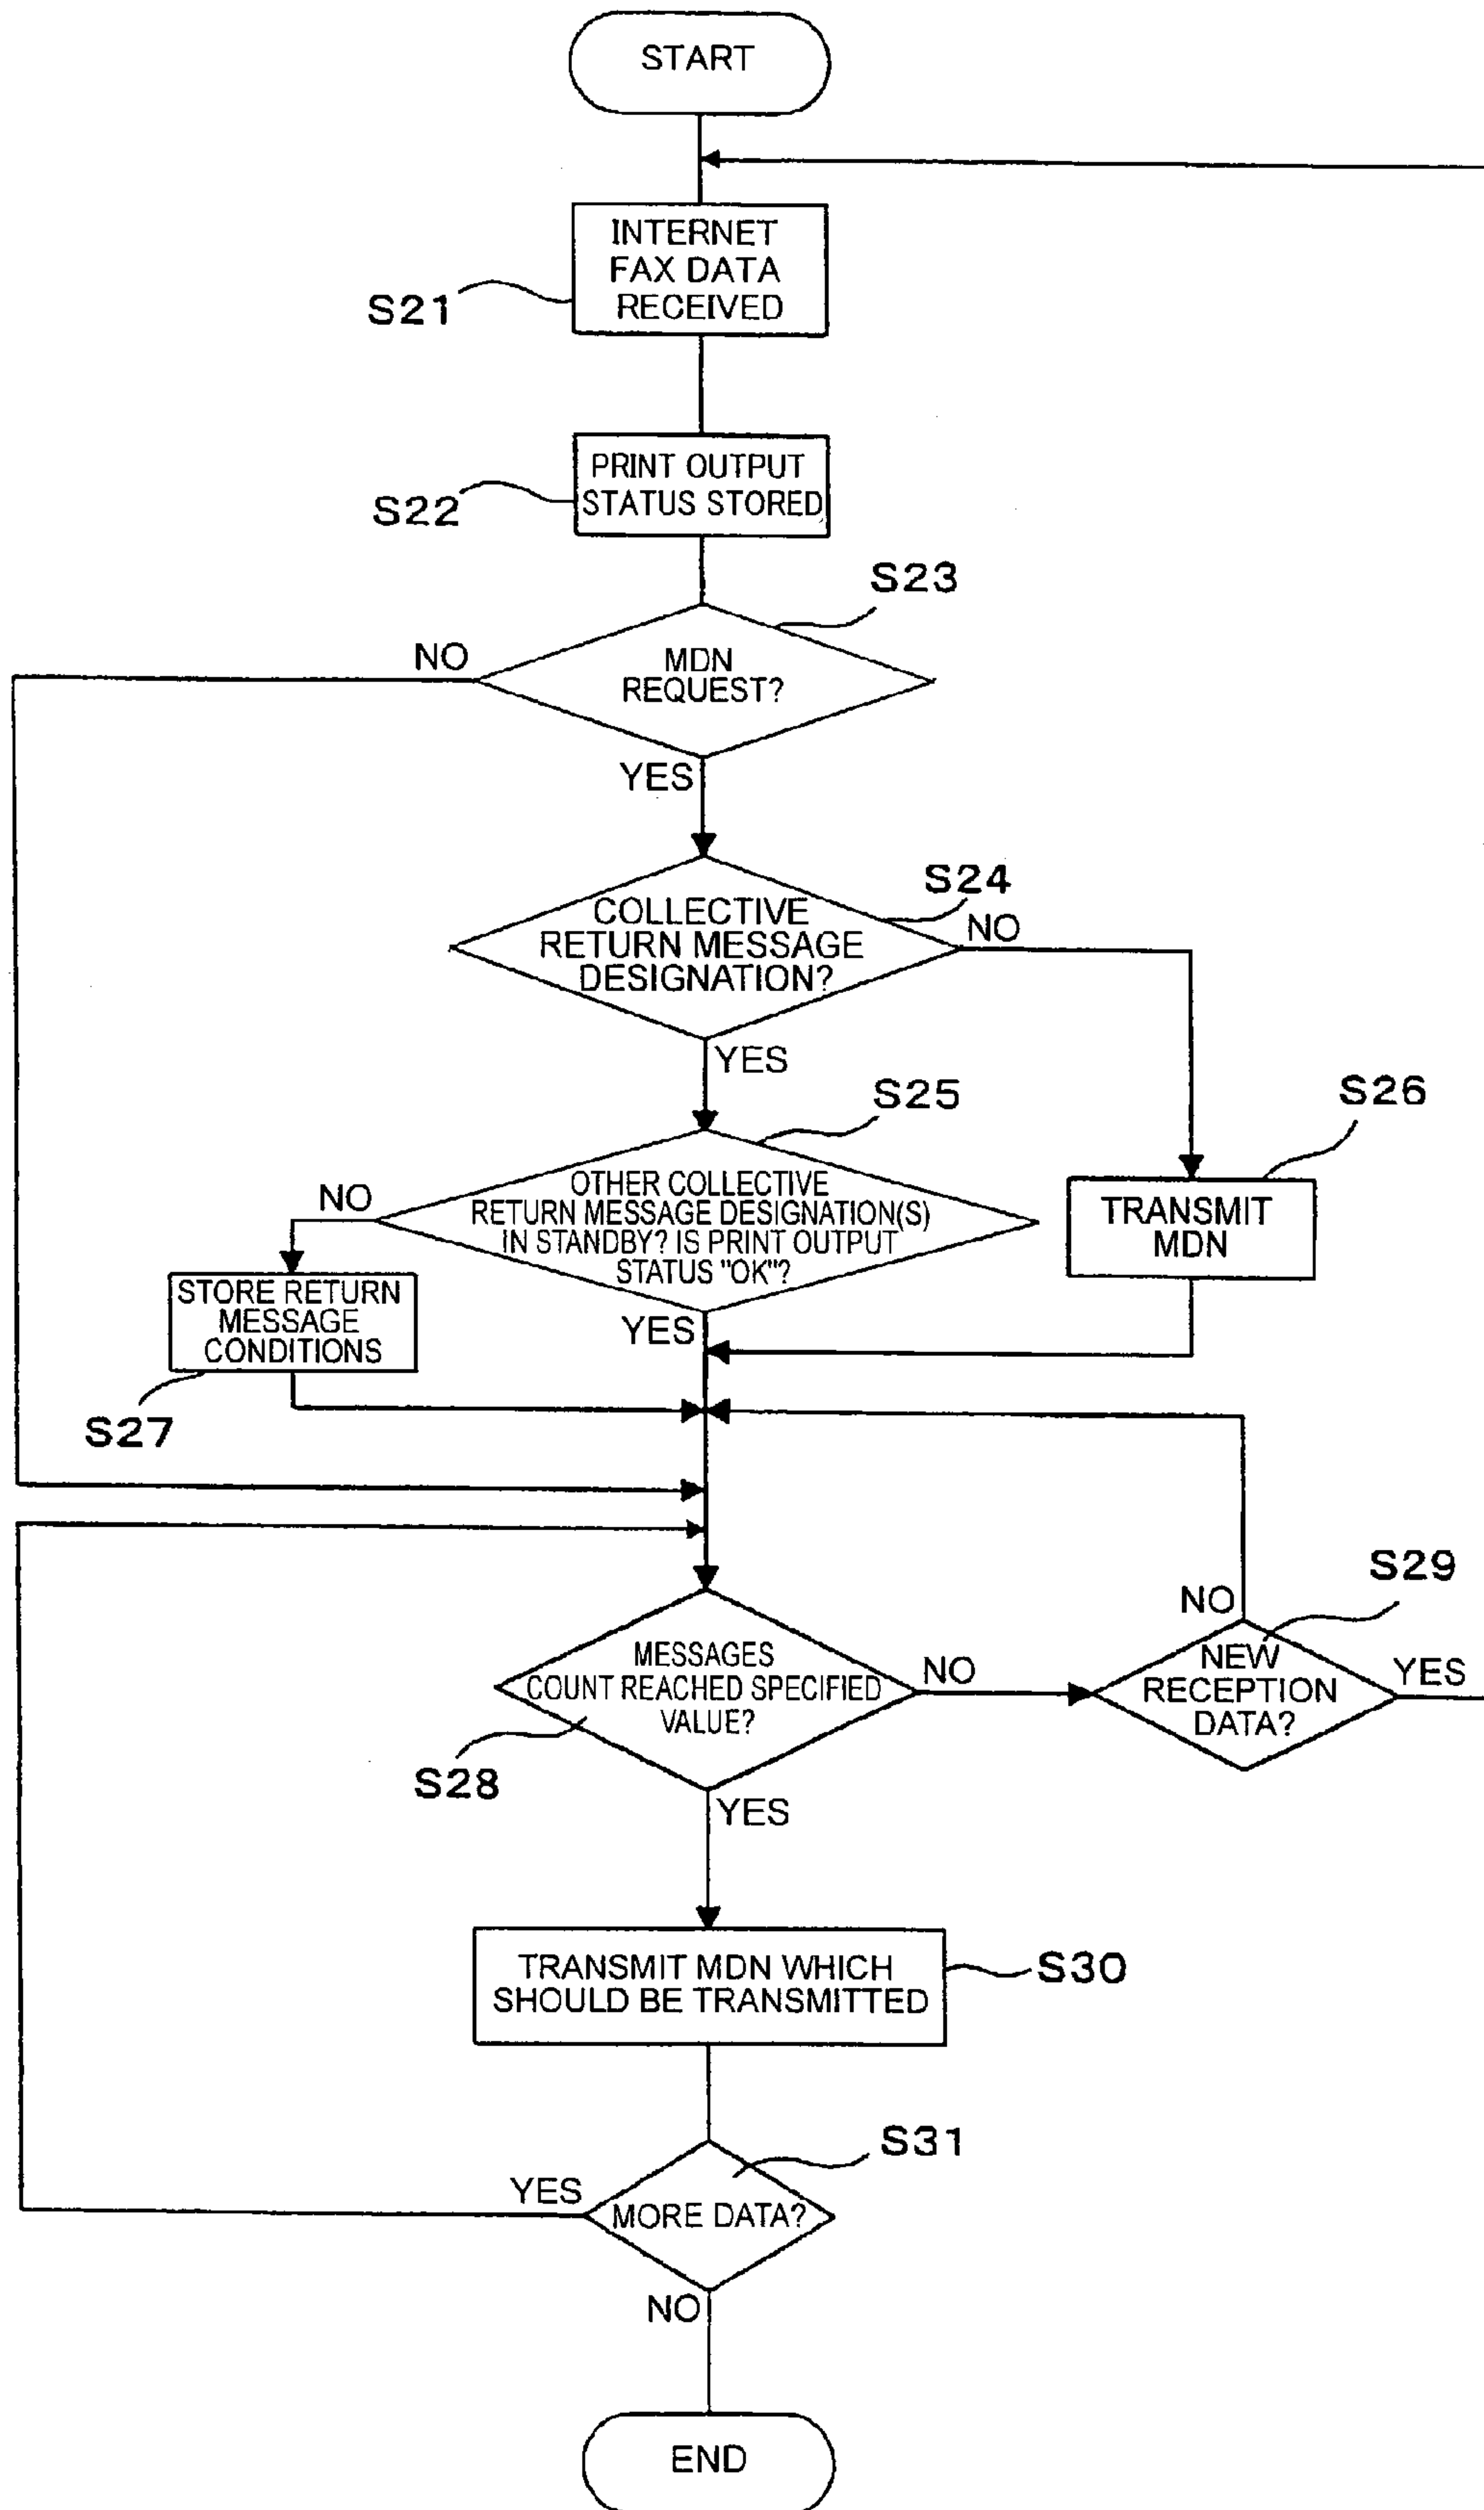 START
INTERNET
FAX DATA
RECEIVED
S21
PRINT OUTPUT
STATUS STORED
S22
S23
NO
MDN
REQUEST?
YES
S24
COLLECTIVE
RETURN MESSAGE
DESIGNATION?
NO
YES
S25
S26
OTHER COLLECTIVE
RETURN MESSAGE DESIGNATION(S)
IN STANDBY? IS PRINT OUTPUT
STATUS "OK"?
NO
TRANSMIT
MDN
STORE RETURN
MESSAGE
CONDITIONS
YES
S27
S29
NO
MESSAGES
COUNT REACHED SPECIFIED
VALUE?
NO
NEW
RECEPTION
DATA?
YES
S28
YES
TRANSMIT MDN WHICH
SHOULD BE TRANSMITTED
S30
S31
YES
MORE DATA?
NO
END